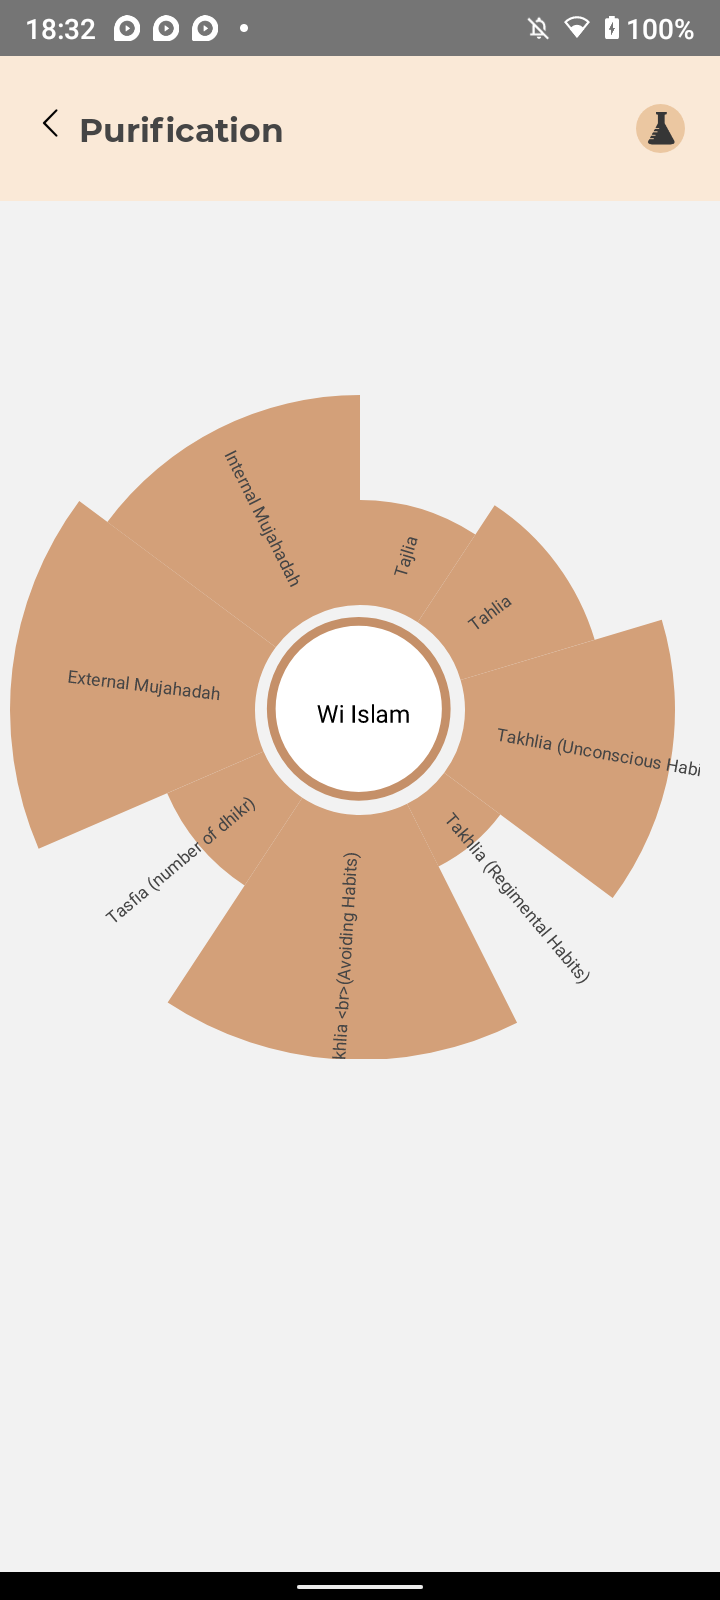 18:32
100%
Purification
Internal Mujahadah
Tajlia
Tahlia
Takhlia (Unconscious Habi
Takhlia (Regimental Habits)
khlia <br>(Avoiding Habits)
Tasfia (number of dhikr)
External Mujahadah
Wi Islam